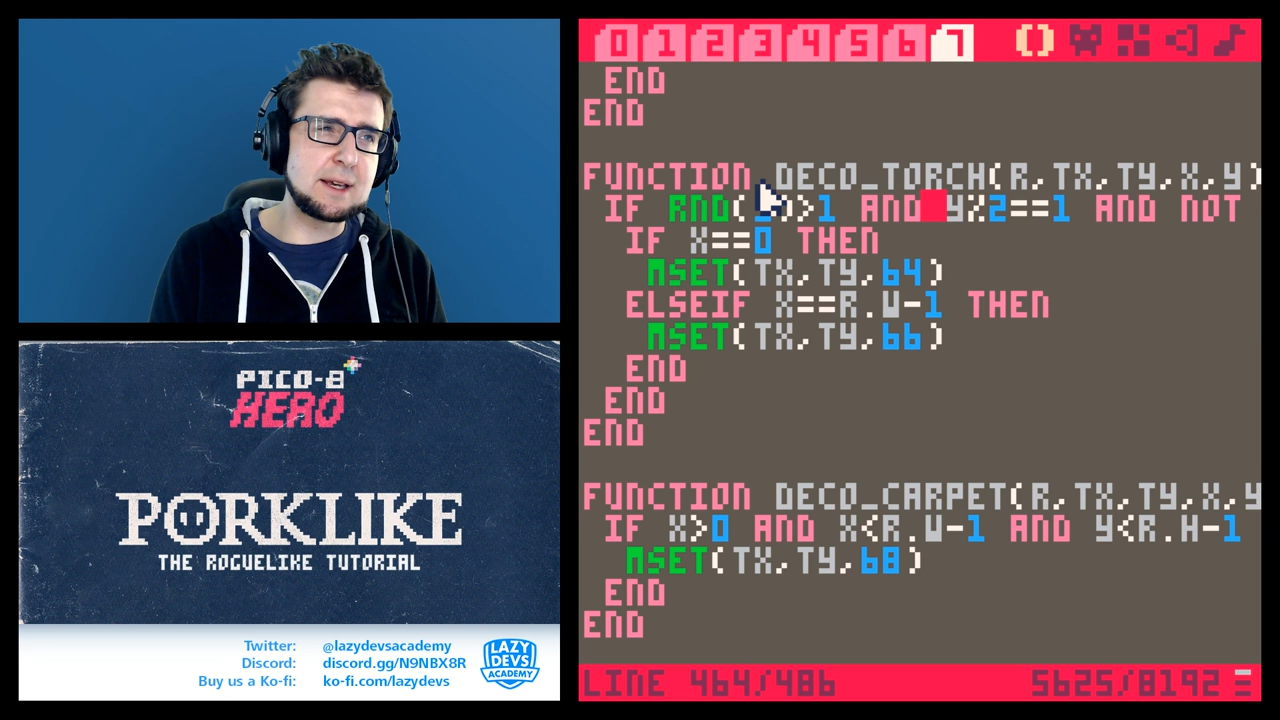 PICO-8
HERO
PORKLIKE
THE ROGUELIKE TUTORIAL
Twitter: @lazydevsacademy
Discord: discord.gg/N9NBX8R
Buy us a Ko-fi: ko-fi.com/lazydevs
LAZY
DEVS
ACADEMY
0 1 2 3 4 5 6 7
END
END
FUNCTION DECO_TORCH(R,TX,TY,X,Y)
IF RND( )>1 AND Y%2==1 AND NOT
IF X==0 THEN
MSET(TX,TY,64)
ELSEIF X==R.W-1 THEN
MSET(TX,TY,66)
END
END
END
FUNCTION DECO_CARPET(R,TX,TY,X,Y
IF X>0 AND X<R.W-1 AND Y<R.H-1
MSET(TX,TY,68)
END
END
LINE 464/486 5625/8192